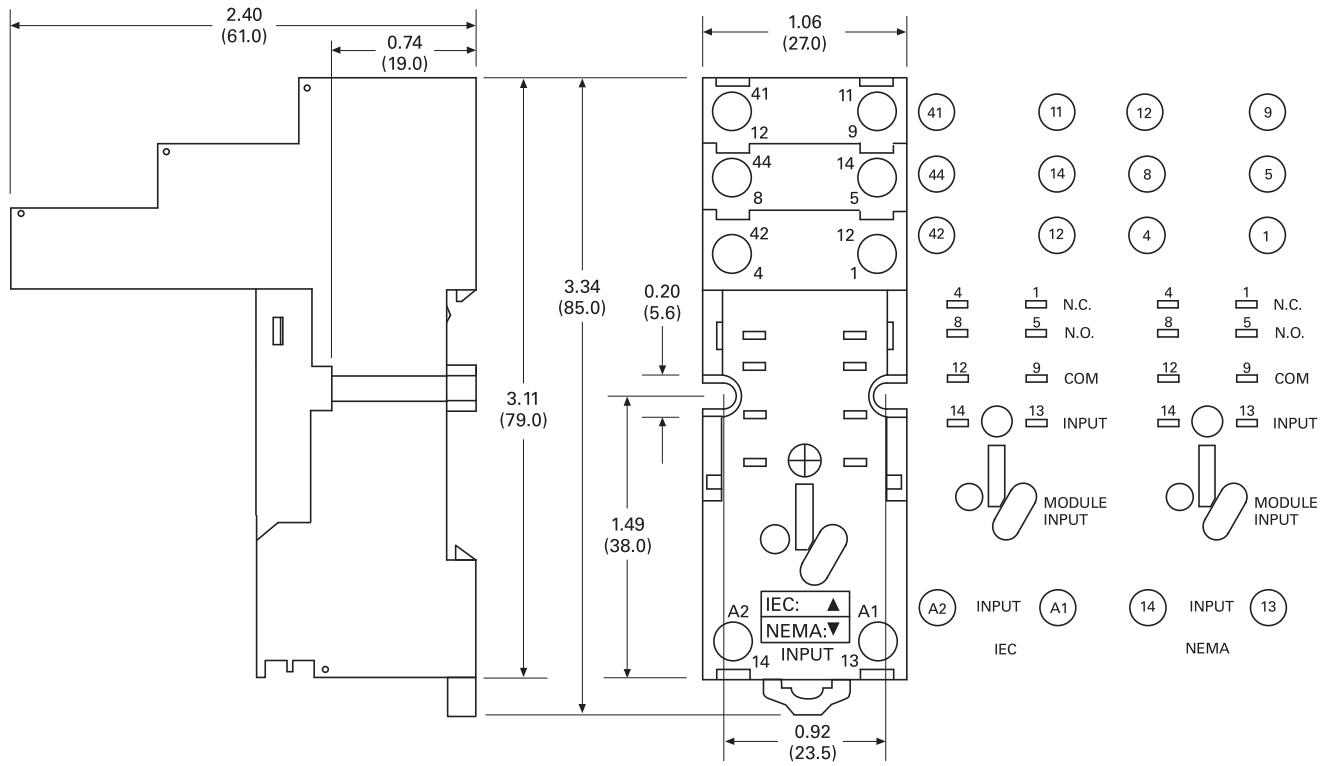 2.40
(61.0)
0.74
(19.0)
3.34
(85.0)
3.11
(79.0)
0.20
(5.6)
1.49
(38.0)
1.06
(27.0)
41 11
12 9
44 14
8 5
42 12
4 1
A2 IEC: ▲ A1
NEMA: ▼
14 INPUT 13
0.92
(23.5)
41 11
44 14
42 12
4 1 N.C.
8 5 N.O.
12 9 COM
14 13 INPUT
MODULE
INPUT
A2 INPUT A1
IEC
12 9
8 5
4 1
4 1 N.C.
8 5 N.O.
12 9 COM
14 13 INPUT
MODULE
INPUT
14 INPUT 13
NEMA